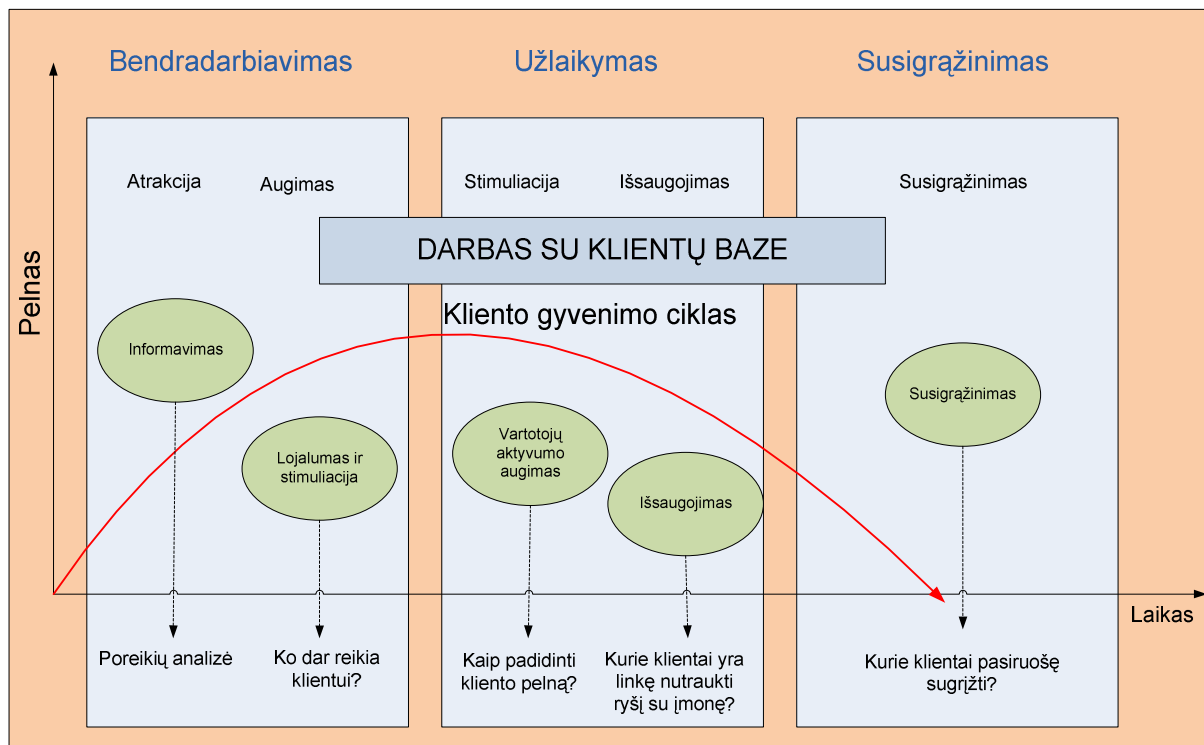 Bendradarbiavimas
Užlaikymas
Susigrąžinimas
Pelnas
Atrakcija
Augimas
Stimuliacija
Išsaugojimas
Susigrąžinimas
DARBAS SU KLIENTŲ BAZE
Kliento gyvenimo ciklas
Informavimas
Lojalumas ir
stimuliacija
Vartotojų
aktyvumo
augimas
Išsaugojimas
Susigrąžinimas
Laikas
Poreikių analizė
Ko dar reikia
klientui?
Kaip padidinti
kliento pelną?
Kurie klientai yra
linkę nutraukti
ryšį su įmonę?
Kurie klientai pasiruošę
sugrįžti?